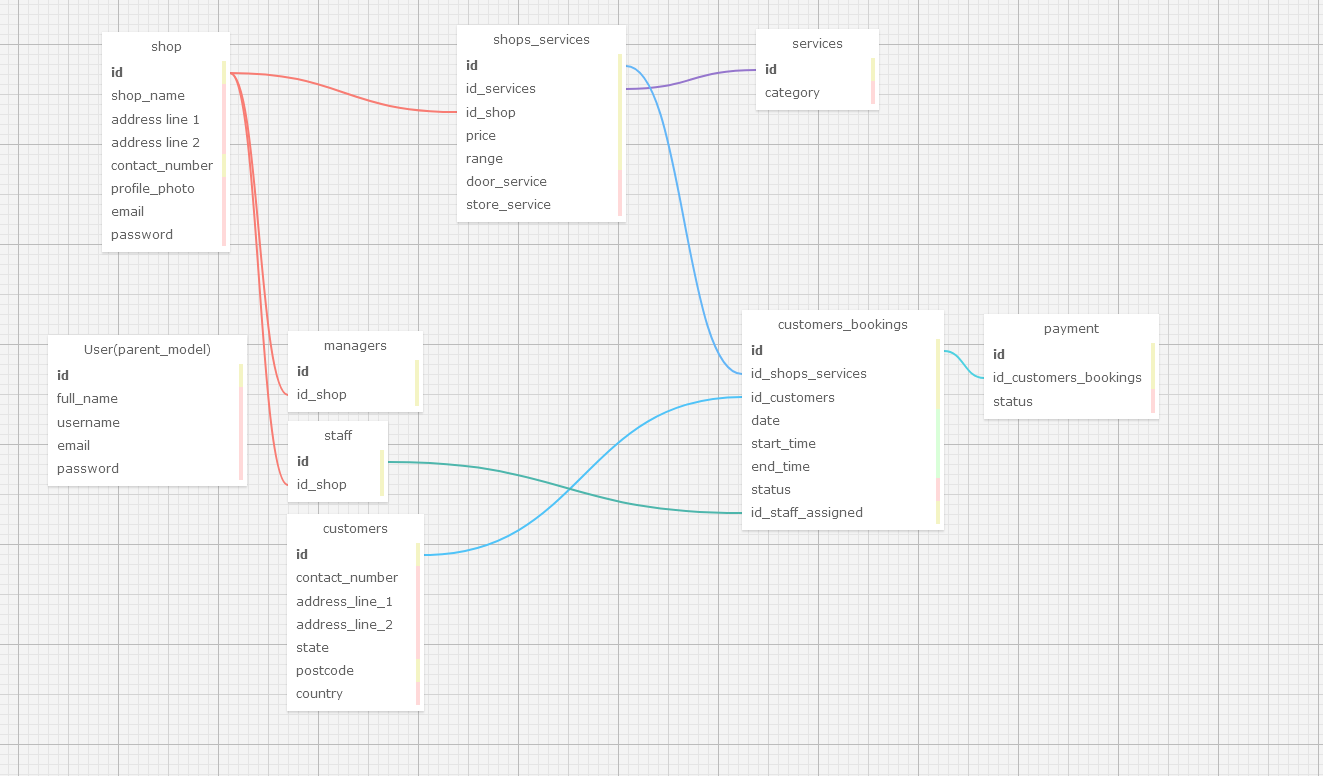 shop
id
shop_name
address line 1
address line 2
contact_number
profile_photo
email
password
shops_services
id
id_services
id_shop
price
range
door_service
store_service
services
id
category
User(parent_model)
id
full_name
username
email
password
managers
id
id_shop
staff
id
id_shop
customers
id
contact_number
address_line_1
address_line_2
state
postcode
country
customers_bookings
id
id_shops_services
id_customers
date
start_time
end_time
status
id_staff_assigned
payment
id
id_customers_bookings
status